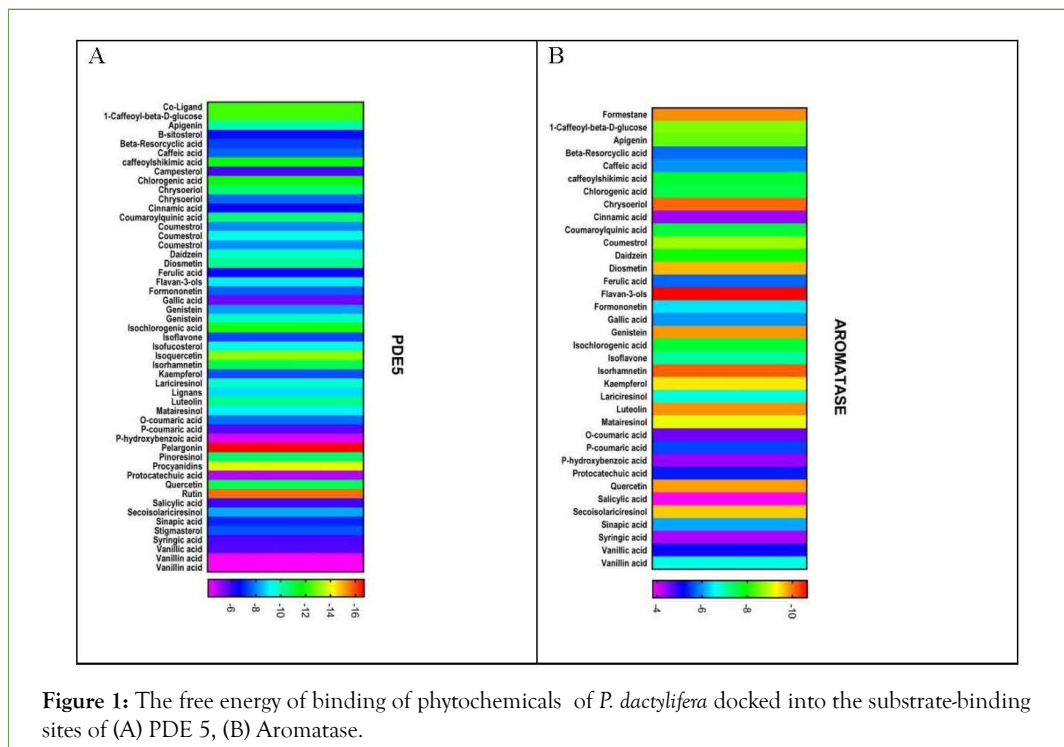 A
Co-Ligand
1-Caffeoyl-beta-D-glucose
Apigenin
B-sitosterol
Beta-Resorcyclic acid
Caffeic acid
caffeoylshikimic acid
Campesterol
Chlorogenic acid
Chrysoeriol
Chrysoeriol
Cinnamic acid
Coumaroylquinic acid
Coumestrol
Coumestrol
Coumestrol
Daidzein
Diosmetin
Ferulic acid
Flavan-3-ols
Formononetin
Gallic acid
Genistein
Genistein
Isochlorogenic acid
Isoflavone
Isofucosterol
Isoquercetin
Isorhamnetin
Kaempferol
Lariciresinol
Lignans
Luteolin
Matairesinol
O-coumaric acid
P-coumaric acid
P-hydroxybenzoic acid
Pelargonin
Pinoresinol
Procyanidins
Protocatechuic acid
Quercetin
Rutin
Salicylic acid
Secoisolariciresinol
Sinapic acid
Stigmasterol
Syringic acid
Vanillic acid
Vanillin acid
Vanillin acid
PDE5
-6 -8 -10 -12 -14 -16
B
Formestane
1-Caffeoyl-beta-D-glucose
Apigenin
Beta-Resorcyclic acid
Caffeic acid
caffeoylshikimic acid
Chlorogenic acid
Chrysoeriol
Cinnamic acid
Coumaroylquinic acid
Coumestrol
Daidzein
Diosmetin
Ferulic acid
Flavan-3-ols
Formononetin
Gallic acid
Genistein
Isochlorogenic acid
Isoflavone
Isorhamnetin
Kaempferol
Lariciresinol
Luteolin
Matairesinol
O-coumaric acid
P-coumaric acid
P-hydroxybenzoic acid
Protocatechuic acid
Quercetin
Salicylic acid
Secoisolariciresinol
Sinapic acid
Syringic acid
Vanillic acid
Vanillin acid
AROMATASE
-4 -6 -8 -10
Figure 1: The free energy of binding of phytochemicals of P. dactylifera docked into the substrate-binding
sites of (A) PDE 5, (B) Aromatase.